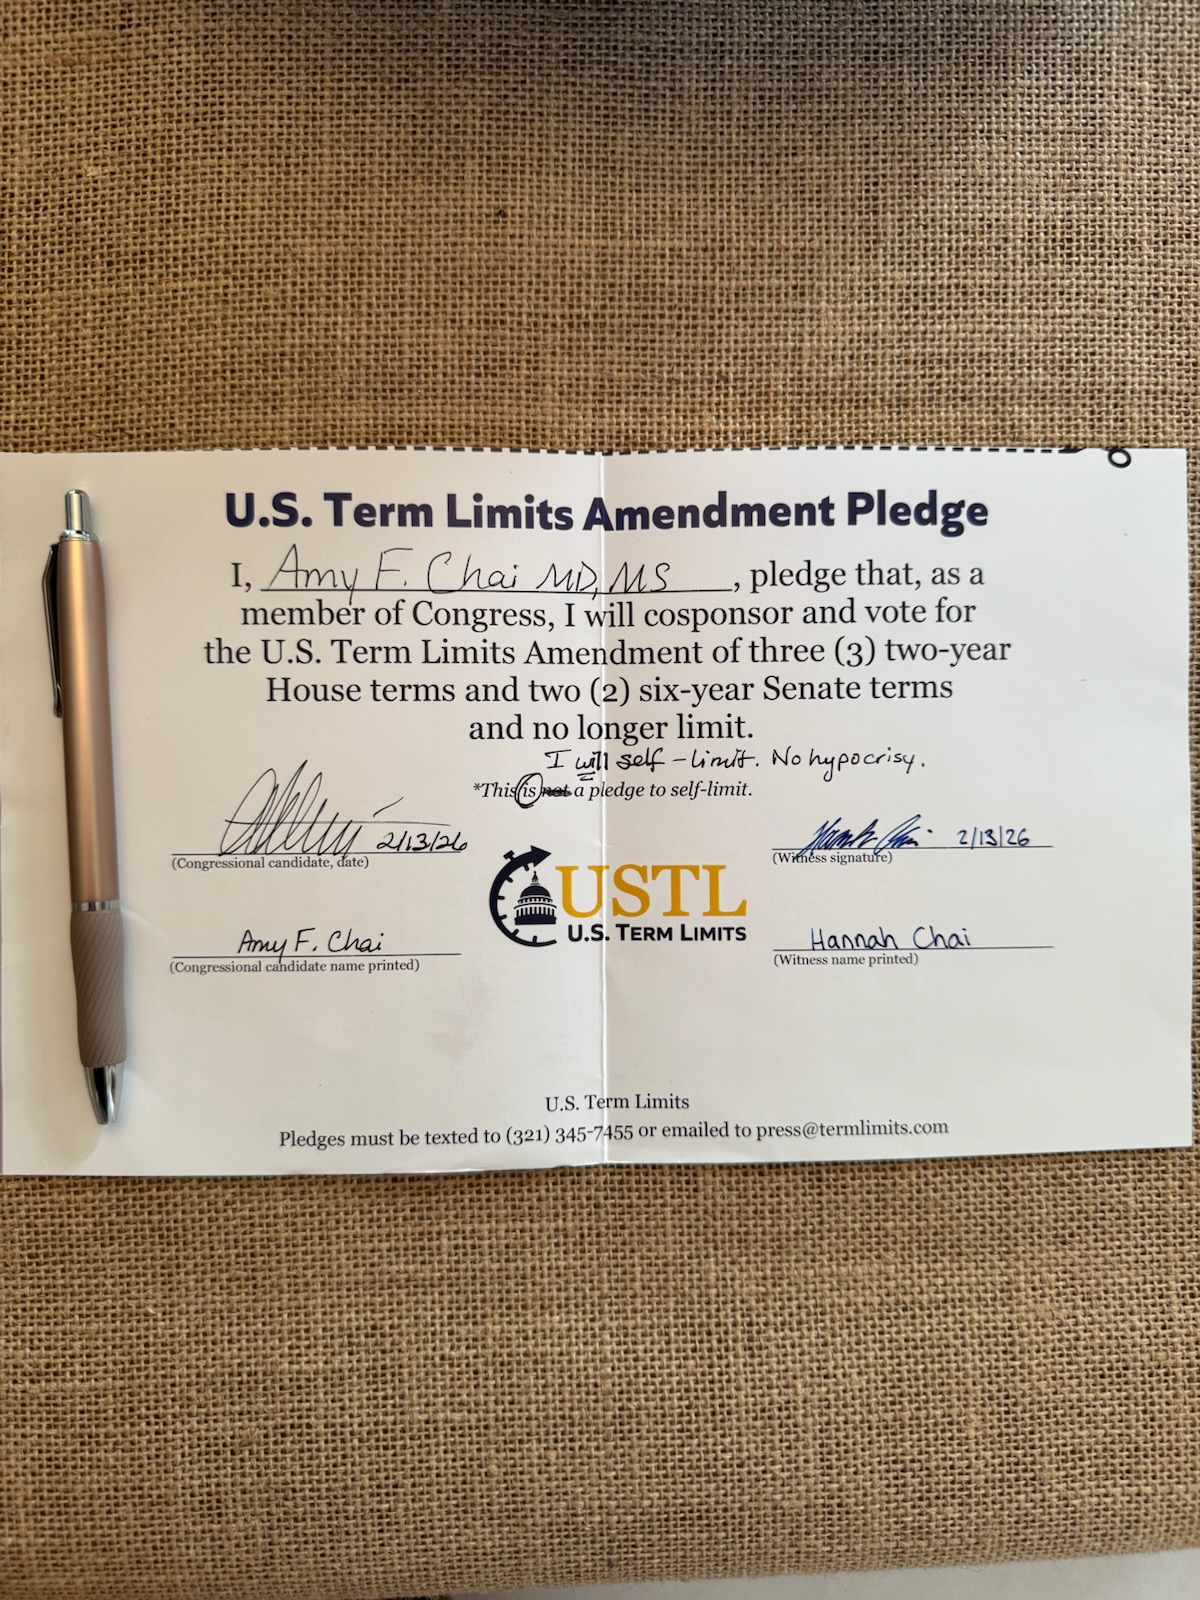 U.S. Term Limits Amendment Pledge
I, Amy F. Chai MD, MS, pledge that, as a
member of Congress, I will cosponsor and vote for
the U.S. Term Limits Amendment of three (3) two-year
House terms and two (2) six-year Senate terms
and no longer limit.
I will self-limit. No hypocrisy.
*This is not a pledge to self-limit.
2/13/26
(Congressional candidate, date)
Hannah Chai 2/13/26
(Witness signature)
USTL
U.S. TERM LIMITS
Amy F. Chai
(Congressional candidate name printed)
Hannah Chai
(Witness name printed)
U.S. Term Limits
Pledges must be texted to (321) 345-7455 or emailed to press@termlimits.com